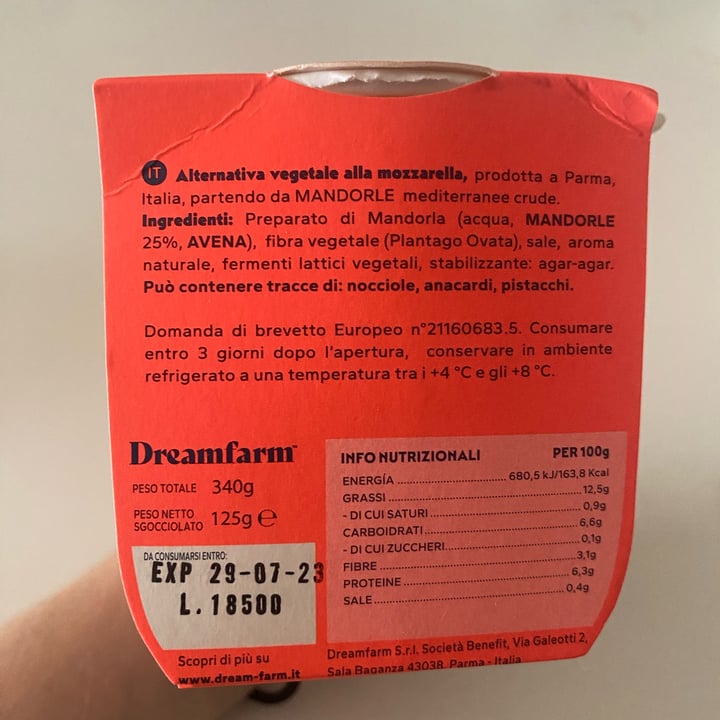 IT Alternativa vegetale alla mozzarella, prodotta a Parma,
Italia, partendo da MANDORLE mediterranee crude.
Ingredienti: Preparato di Mandorla (acqua, MANDORLE
25%, AVENA), fibra vegetale (Plantago Ovata), sale, aroma
naturale, fermenti lattici vegetali, stabilizzante: agar-agar.
Può contenere tracce di: nocciole, anacardi, pistacchi.
Domanda di brevetto Europeo n°21160683.5. Consumare
entro 3 giorni dopo l'apertura, conservare in ambiente
refrigerato a una temperatura tra i +4 °C e gli +8 °C.
Dreamfarm™
PESO TOTALE 340g
PESO NETTO
SGOCCIOLATO 125g ℮
DA CONSUMARSI ENTRO:
EXP 29-07-23
L.18500
Scopri di più su
www.dream-farm.it
INFO NUTRIZIONALI PER 100g
ENERGÍA 680,5 kJ/163,8 Kcal
GRASSI 12,5g
- DI CUI SATURI 0,9g
CARBOIDRATI 6,6g
- DI CUI ZUCCHERI 0,1g
FIBRE 3,1g
PROTEINE 6,3g
SALE 0,4g
Dreamfarm S.r.l. Società Benefit, Via Galeotti 2,
Sala Baganza 43038, Parma - Italia